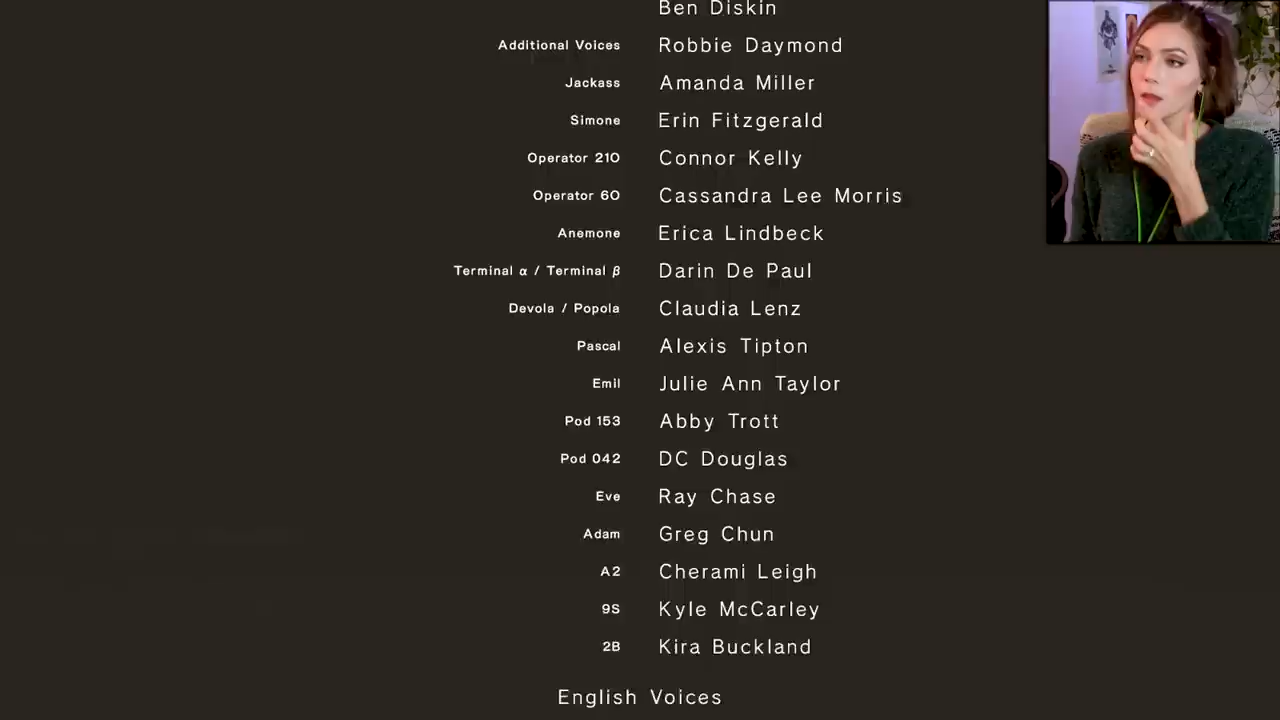 Ben Diskin
Additional Voices Robbie Daymond
Jackass Amanda Miller
Simone Erin Fitzgerald
Operator 210 Connor Kelly
Operator 60 Cassandra Lee Morris
Anemone Erica Lindbeck
Terminal α / Terminal β Darin De Paul
Devola / Popola Claudia Lenz
Pascal Alexis Tipton
Emil Julie Ann Taylor
Pod 153 Abby Trott
Pod 042 DC Douglas
Eve Ray Chase
Adam Greg Chun
A2 Cherami Leigh
9S Kyle McCarley
2B Kira Buckland
English Voices